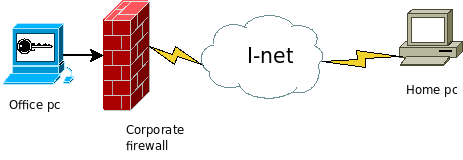 I-net
Office pc
Home pc
Corporate
firewall